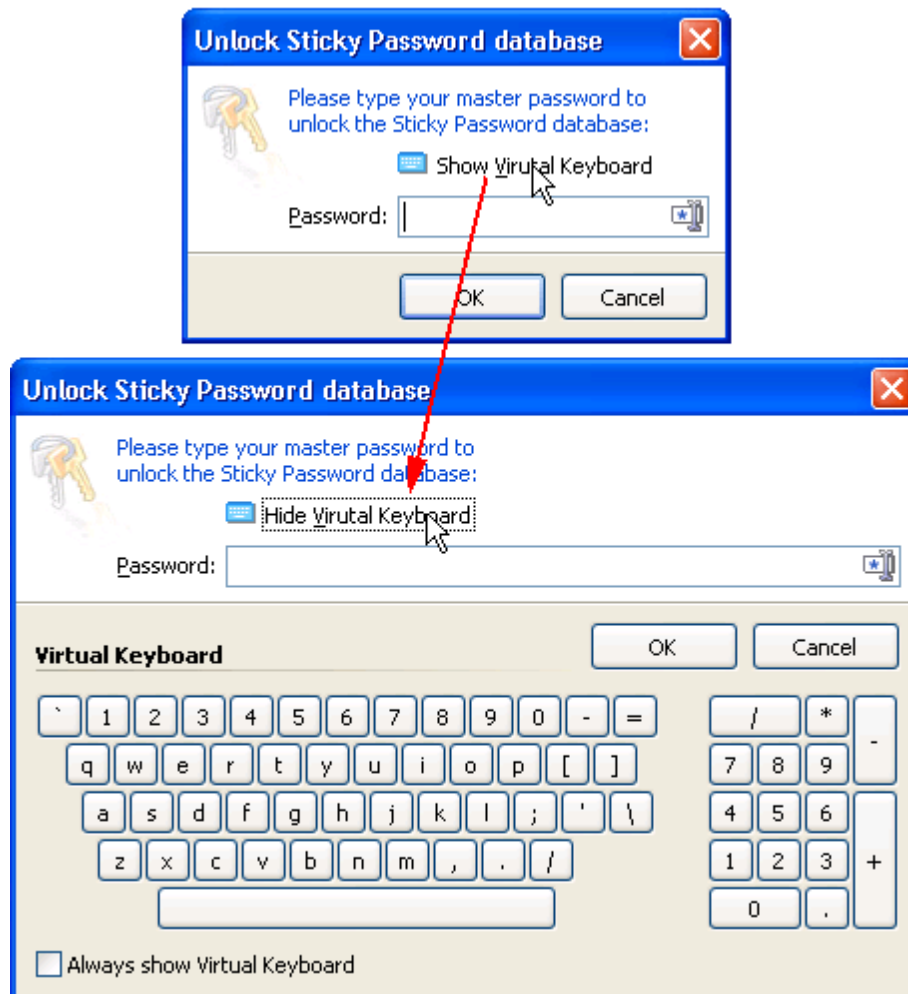 Unlock Sticky Password database
Please type your master password to
unlock the Sticky Password database:
Show Virutal Keyboard
Password:
OK Cancel
Unlock Sticky Password database
Please type your master password to
unlock the Sticky Password database:
Hide Virutal Keyboard
Password:
OK Cancel
Virtual Keyboard
` 1 2 3 4 5 6 7 8 9 0 - = / * -
q w e r t y u i o p [ ] 7 8 9
a s d f g h j k l ; ' \ 4 5 6 +
z x c v b n m , . / 1 2 3
0 .
Always show Virtual Keyboard